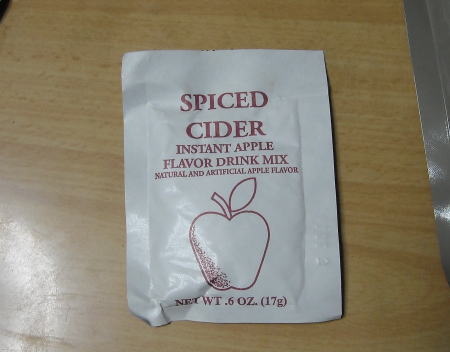 SPICED
CIDER
INSTANT APPLE
FLAVOR DRINK MIX
NATURAL AND ARTIFICIAL APPLE FLAVOR
NET WT .6 OZ. (17g)